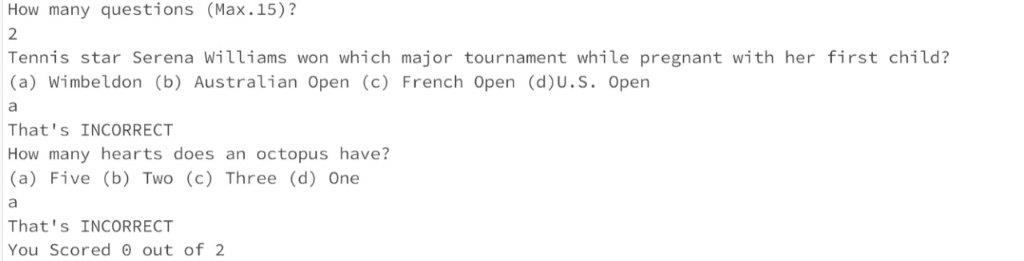 How many questions (Max.15)?
2
Tennis star Serena Williams won which major tournament while pregnant with her first child?
(a) Wimbeldon (b) Australian Open (c) French Open (d)U.S. Open
a
That's INCORRECT
How many hearts does an octopus have?
(a) Five (b) Two (c) Three (d) One
a
That's INCORRECT
You Scored 0 out of 2